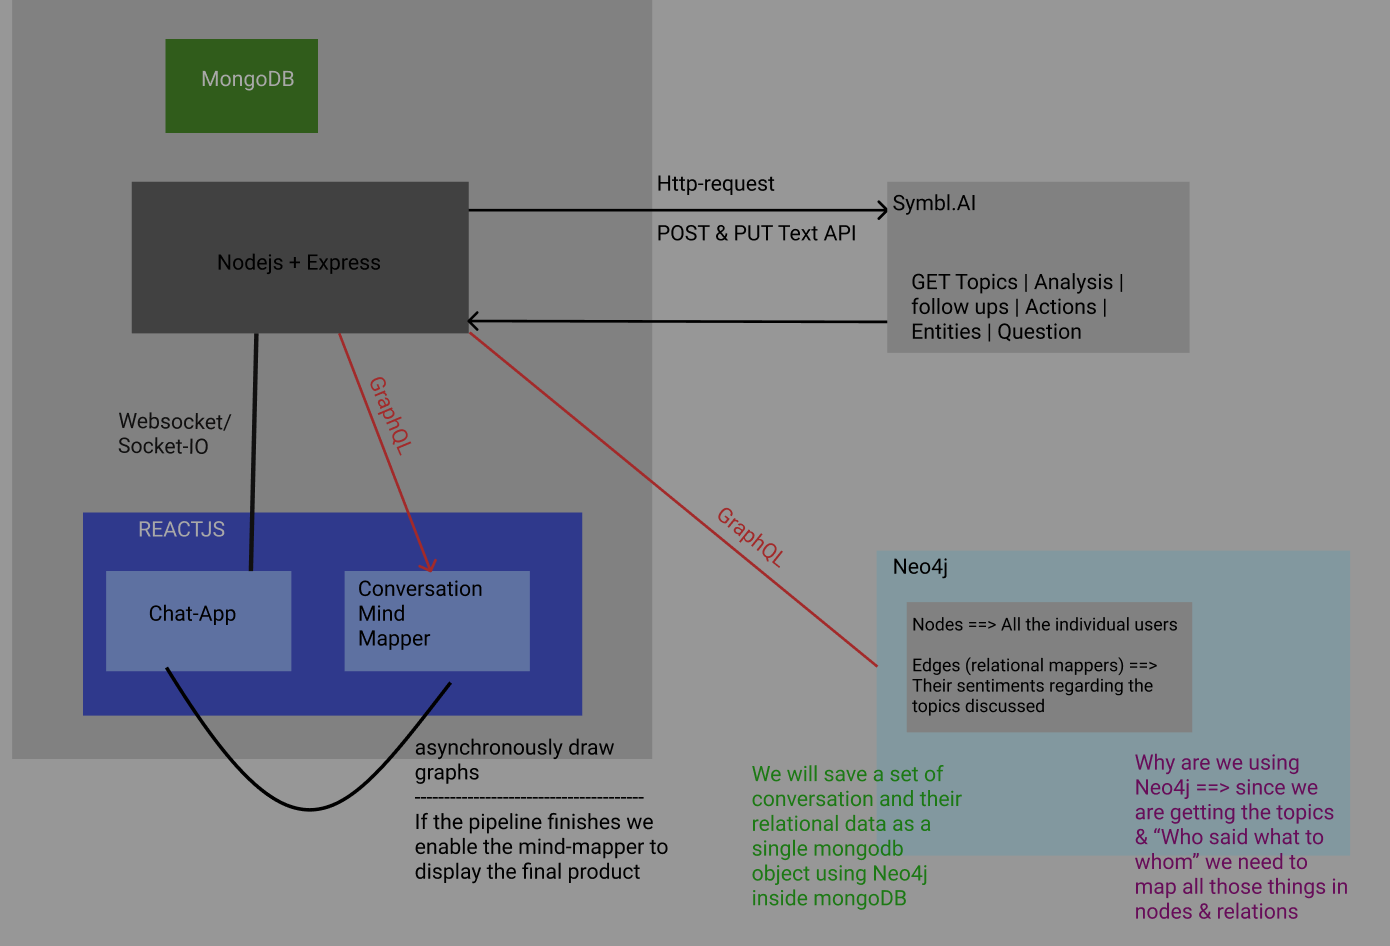 MongoDB
Http-request
Symbl.AI
POST & PUT Text API
Nodejs + Express
GET Topics | Analysis |
follow ups | Actions |
Entities | Question
Websocket/
Socket-IO
GraphQL
GraphQL
REACTJS
Chat-App
Conversation
Mind
Mapper
Neo4j
Nodes ==> All the individual users
Edges (relational mappers) ==>
Their sentiments regarding the
topics discussed
asynchronously draw
graphs
---------------------------------------
If the pipeline finishes we
enable the mind-mapper to
display the final product
We will save a set of
conversation and their
relational data as a
single mongodb
object using Neo4j
inside mongoDB
Why are we using
Neo4j ==> since we
are getting the topics
& “Who said what to
whom” we need to
map all those things in
nodes & relations